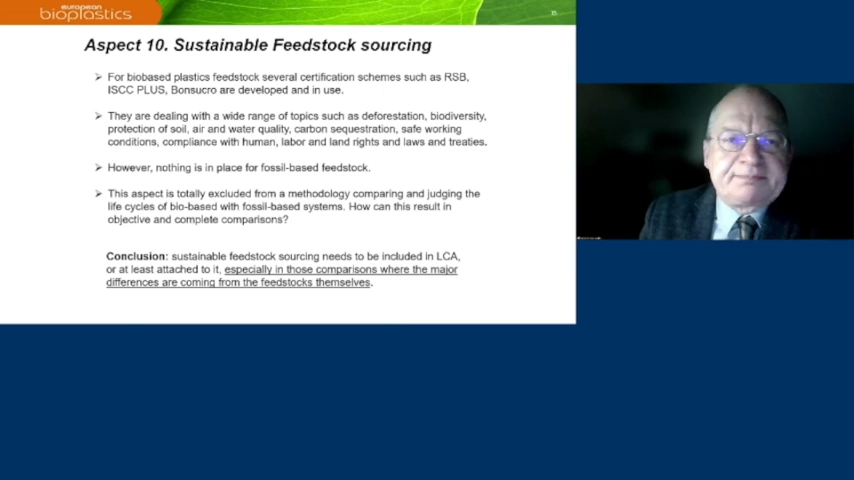 european
bioplastics
Aspect 10. Sustainable Feedstock sourcing
➢ For biobased plastics feedstock several certification schemes such as RSB,
ISCC PLUS, Bonsucro are developed and in use.
➢ They are dealing with a wide range of topics such as deforestation, biodiversity,
protection of soil, air and water quality, carbon sequestration, safe working
conditions, compliance with human, labor and land rights and laws and treaties.
➢ However, nothing is in place for fossil-based feedstock.
➢ This aspect is totally excluded from a methodology comparing and judging the
life cycles of bio-based with fossil-based systems. How can this result in
objective and complete comparisons?
Conclusion: sustainable feedstock sourcing needs to be included in LCA,
or at least attached to it, especially in those comparisons where the major
differences are coming from the feedstocks themselves.